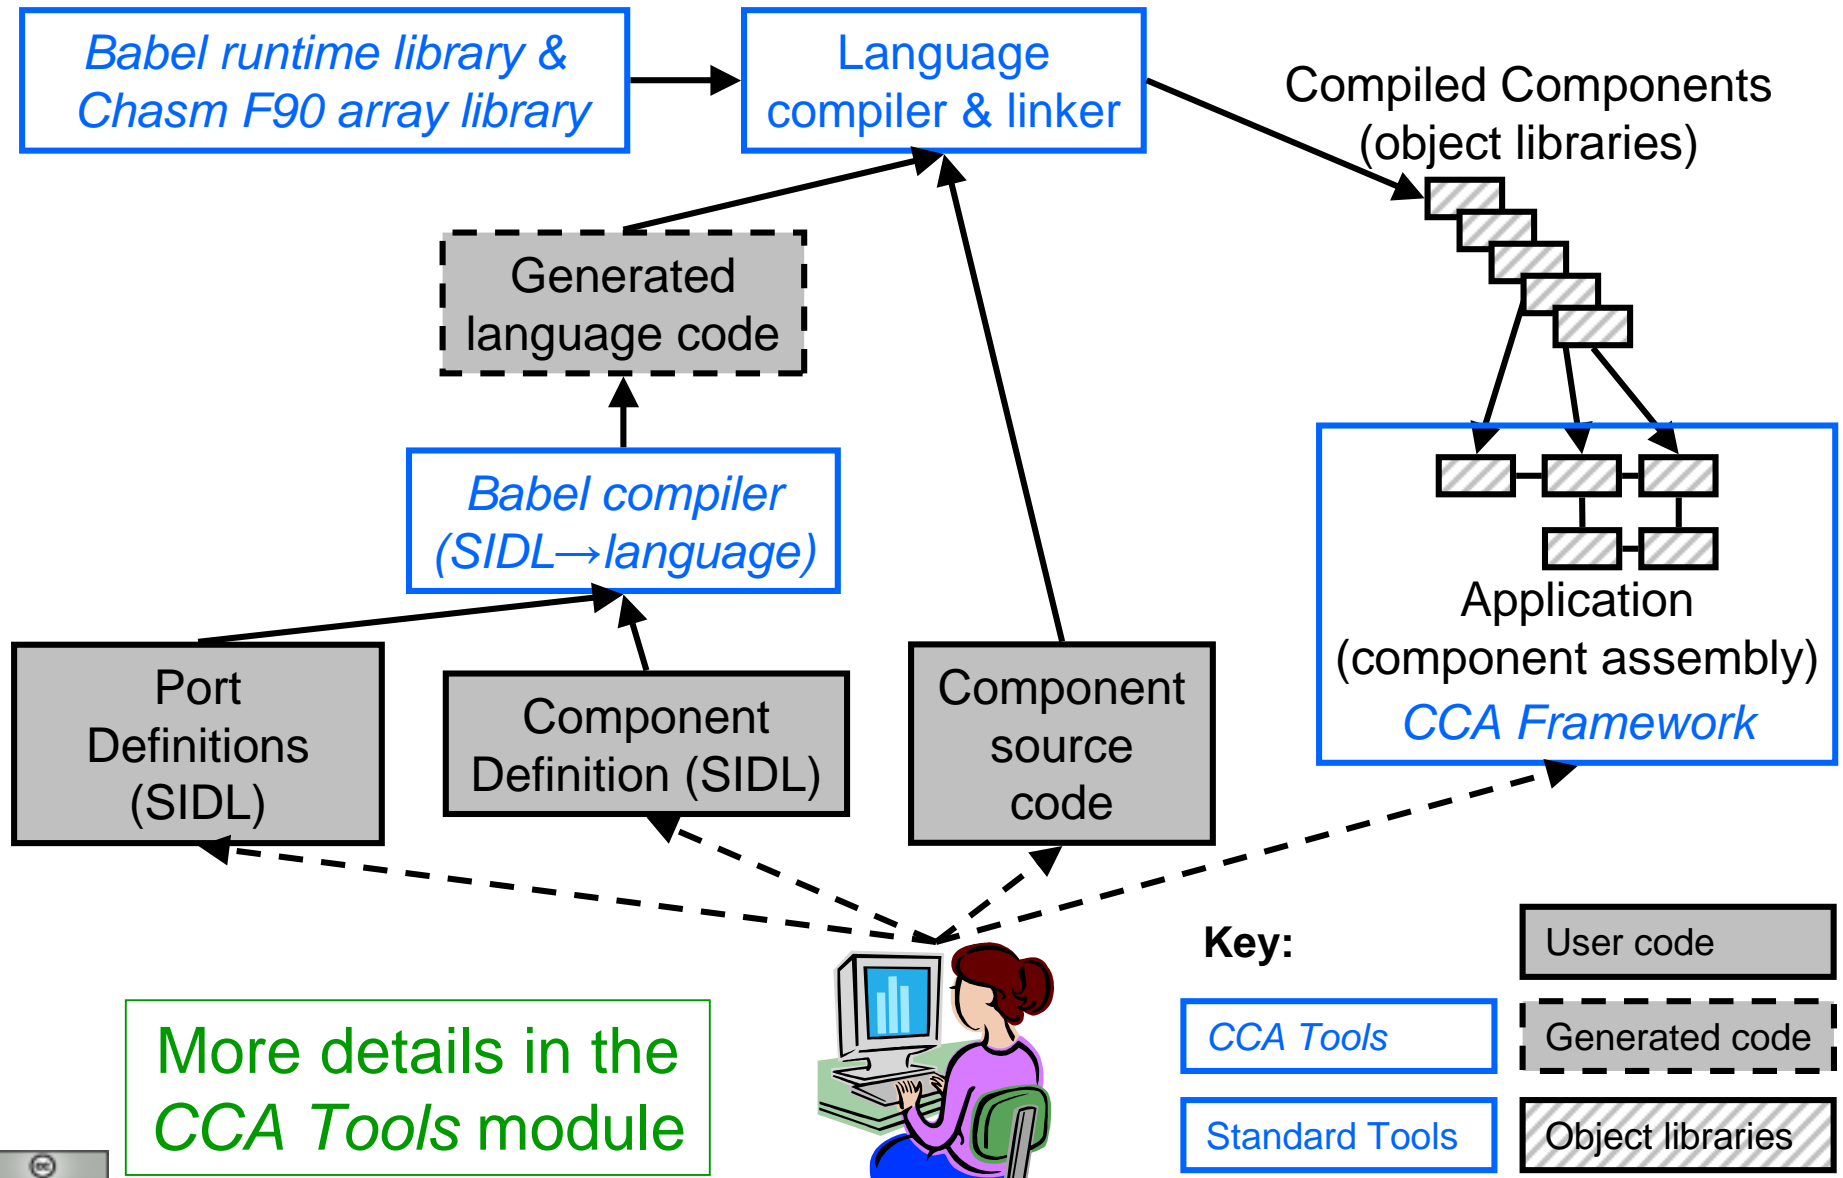 Babel runtime library &
Chasm F90 array library
Language
compiler & linker
Compiled Components
(object libraries)
Generated
language code
Babel compiler
(SIDL→language)
Port
Definitions
(SIDL)
Component
Definition (SIDL)
Component
source
code
Application
(component assembly)
CCA Framework
More details in the
CCA Tools module
Key:
User code
CCA Tools
Generated code
Standard Tools
Object libraries
cc